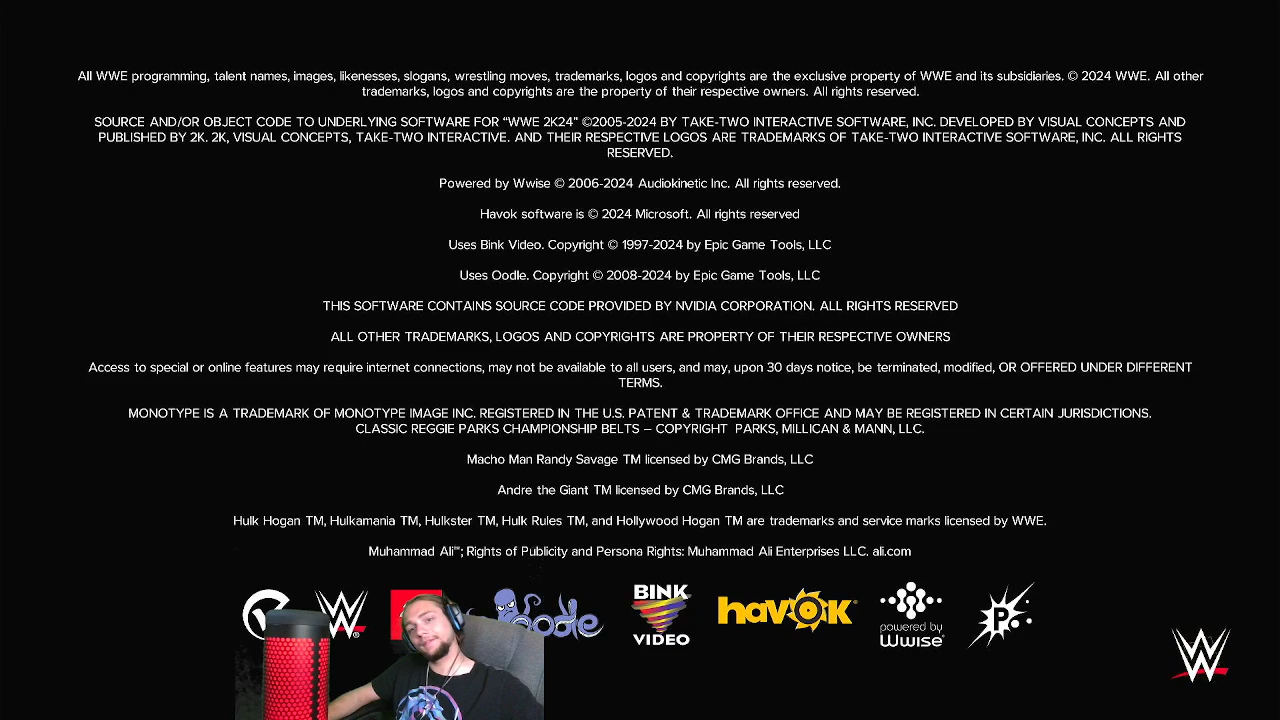 All WWE programming, talent names, images, likenesses, slogans, wrestling moves, trademarks, logos and copyrights are the exclusive property of WWE and its subsidiaries. © 2024 WWE. All other
trademarks, logos and copyrights are the property of their respective owners. All rights reserved.
SOURCE AND/OR OBJECT CODE TO UNDERLYING SOFTWARE FOR “WWE 2K24” ©2005-2024 BY TAKE-TWO INTERACTIVE SOFTWARE, INC. DEVELOPED BY VISUAL CONCEPTS AND
PUBLISHED BY 2K. 2K, VISUAL CONCEPTS, TAKE-TWO INTERACTIVE. AND THEIR RESPECTIVE LOGOS ARE TRADEMARKS OF TAKE-TWO INTERACTIVE SOFTWARE, INC. ALL RIGHTS
RESERVED.
Powered by Wwise © 2006-2024 Audiokinetic Inc. All rights reserved.
Havok software is © 2024 Microsoft. All rights reserved
Uses Bink Video. Copyright © 1997-2024 by Epic Game Tools, LLC
Uses Oodle. Copyright © 2008-2024 by Epic Game Tools, LLC
THIS SOFTWARE CONTAINS SOURCE CODE PROVIDED BY NVIDIA CORPORATION. ALL RIGHTS RESERVED
ALL OTHER TRADEMARKS, LOGOS AND COPYRIGHTS ARE PROPERTY OF THEIR RESPECTIVE OWNERS
Access to special or online features may require internet connections, may not be available to all users, and may, upon 30 days notice, be terminated, modified, OR OFFERED UNDER DIFFERENT
TERMS.
MONOTYPE IS A TRADEMARK OF MONOTYPE IMAGE INC. REGISTERED IN THE U.S. PATENT & TRADEMARK OFFICE AND MAY BE REGISTERED IN CERTAIN JURISDICTIONS.
CLASSIC REGGIE PARKS CHAMPIONSHIP BELTS – COPYRIGHT PARKS, MILLICAN & MANN, LLC.
Macho Man Randy Savage TM licensed by CMG Brands, LLC
Andre the Giant TM licensed by CMG Brands, LLC
Hulk Hogan TM, Hulkamania TM, Hulkster TM, Hulk Rules TM, and Hollywood Hogan TM are trademarks and service marks licensed by WWE.
Muhammad Ali℠; Rights of Publicity and Persona Rights: Muhammad Ali Enterprises LLC. ali.com
W ® oodle BINK VIDEO havok® powered by wwise® P
W